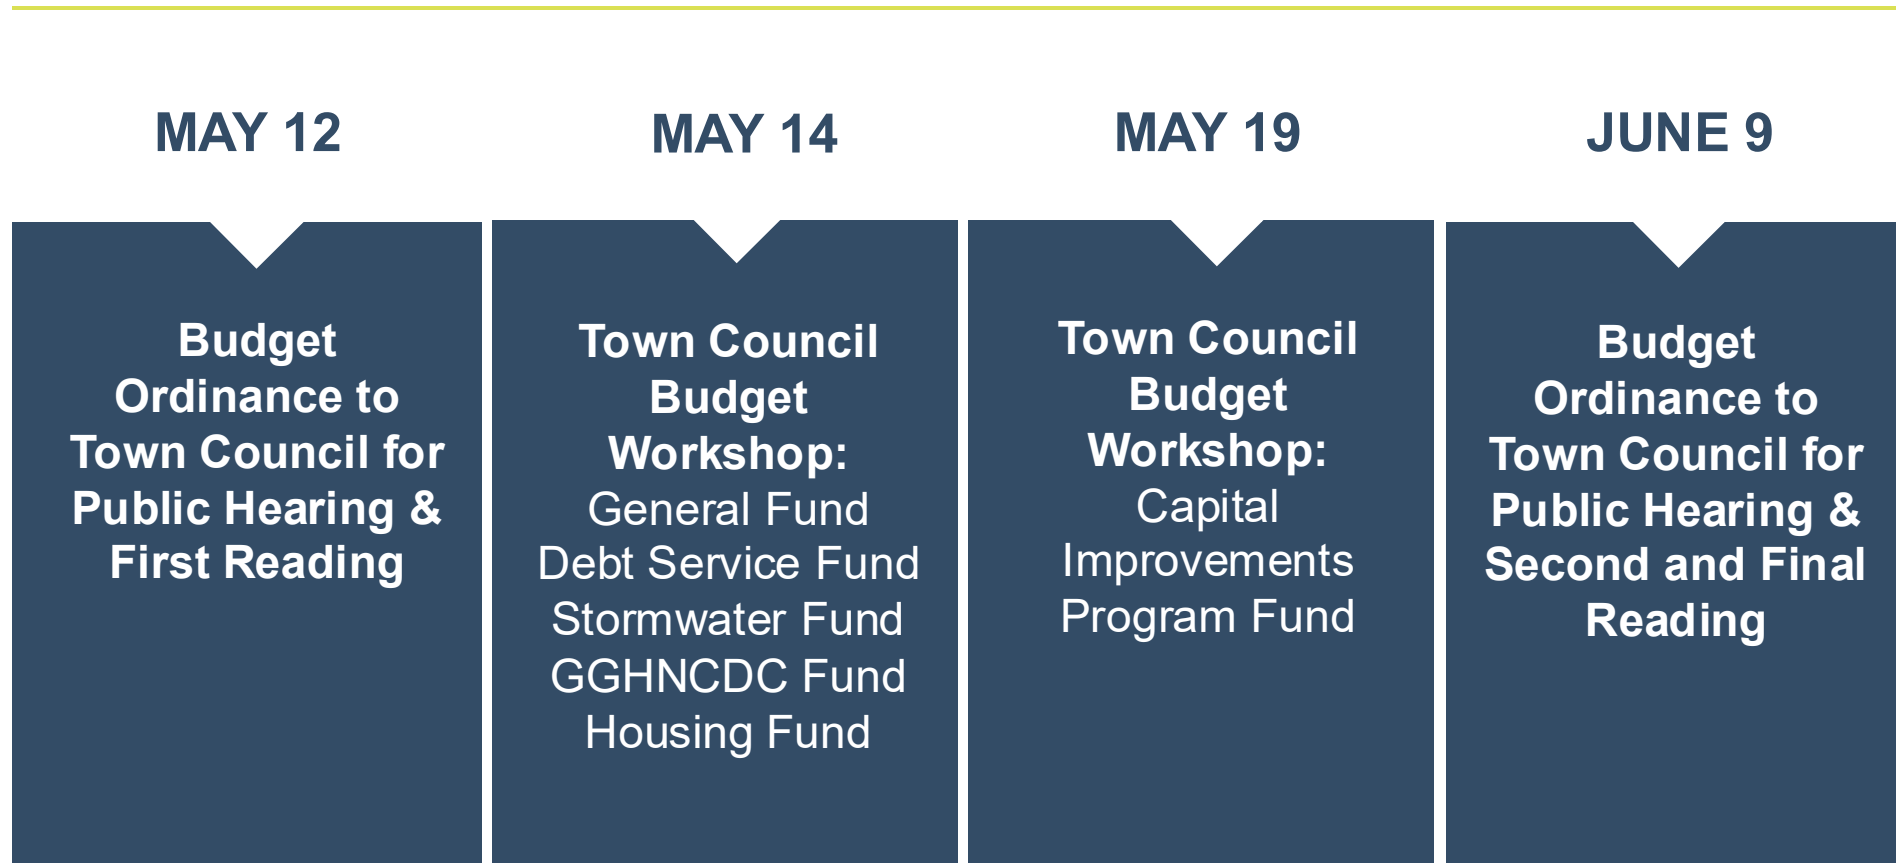 MAY 12
Budget
Ordinance to
Town Council for
Public Hearing &
First Reading
MAY 14
Town Council
Budget
Workshop:
General Fund
Debt Service Fund
Stormwater Fund
GGHNCDC Fund
Housing Fund
MAY 19
Town Council
Budget
Workshop:
Capital
Improvements
Program Fund
JUNE 9
Budget
Ordinance to
Town Council for
Public Hearing &
Second and Final
Reading